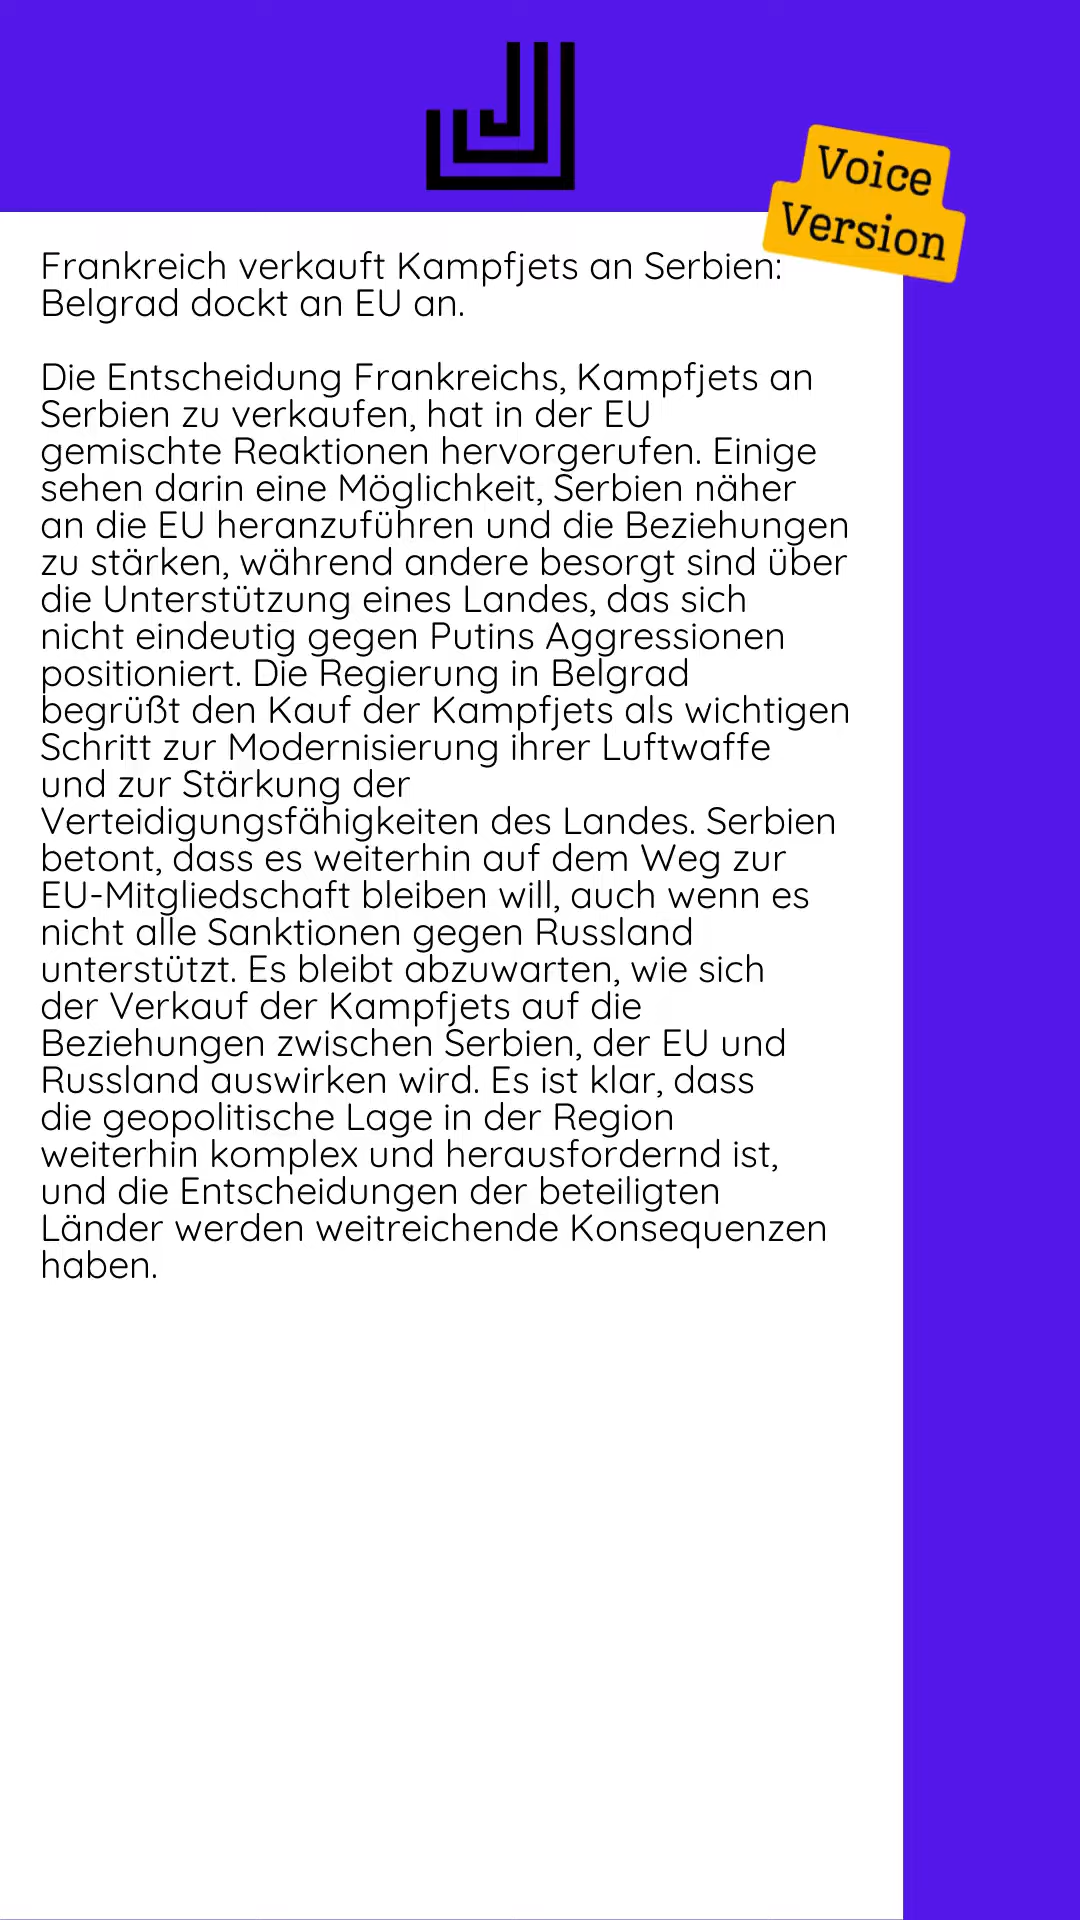 Voice
Version
Frankreich verkauft Kampfjets an Serbien:
Belgrad dockt an EU an.
Die Entscheidung Frankreichs, Kampfjets an
Serbien zu verkaufen, hat in der EU
gemischte Reaktionen hervorgerufen. Einige
sehen darin eine Möglichkeit, Serbien näher
an die EU heranzuführen und die Beziehungen
zu stärken, während andere besorgt sind über
die Unterstützung eines Landes, das sich
nicht eindeutig gegen Putins Aggressionen
positioniert. Die Regierung in Belgrad
begrüßt den Kauf der Kampfjets als wichtigen
Schritt zur Modernisierung ihrer Luftwaffe
und zur Stärkung der
Verteidigungsfähigkeiten des Landes. Serbien
betont, dass es weiterhin auf dem Weg zur
EU-Mitgliedschaft bleiben will, auch wenn es
nicht alle Sanktionen gegen Russland
unterstützt. Es bleibt abzuwarten, wie sich
der Verkauf der Kampfjets auf die
Beziehungen zwischen Serbien, der EU und
Russland auswirken wird. Es ist klar, dass
die geopolitische Lage in der Region
weiterhin komplex und herausfordernd ist,
und die Entscheidungen der beteiligten
Länder werden weitreichende Konsequenzen
haben.